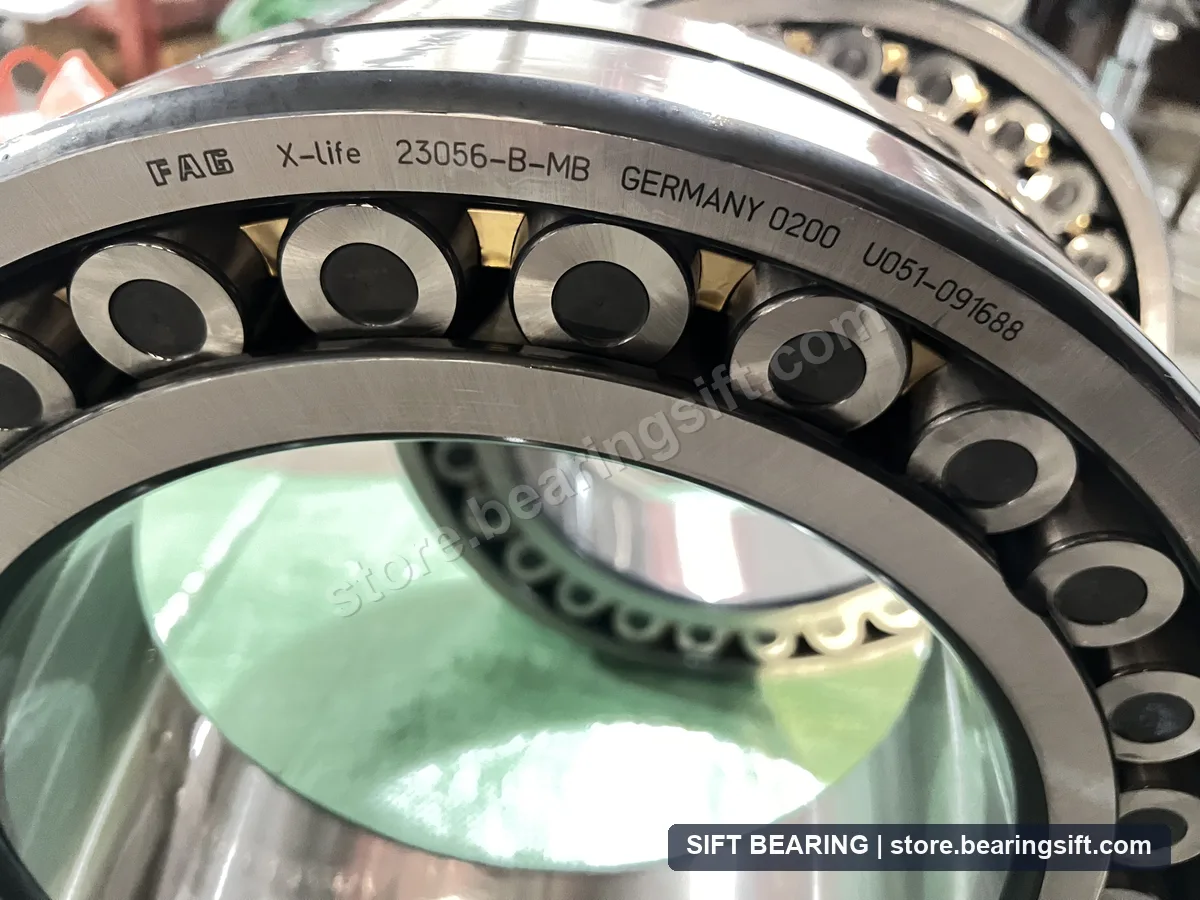 FAG X-life 23056-B-MB GERMANY 0200 U051-091688
store.bearingsift.com
SIFT BEARING | store.bearingsift.com